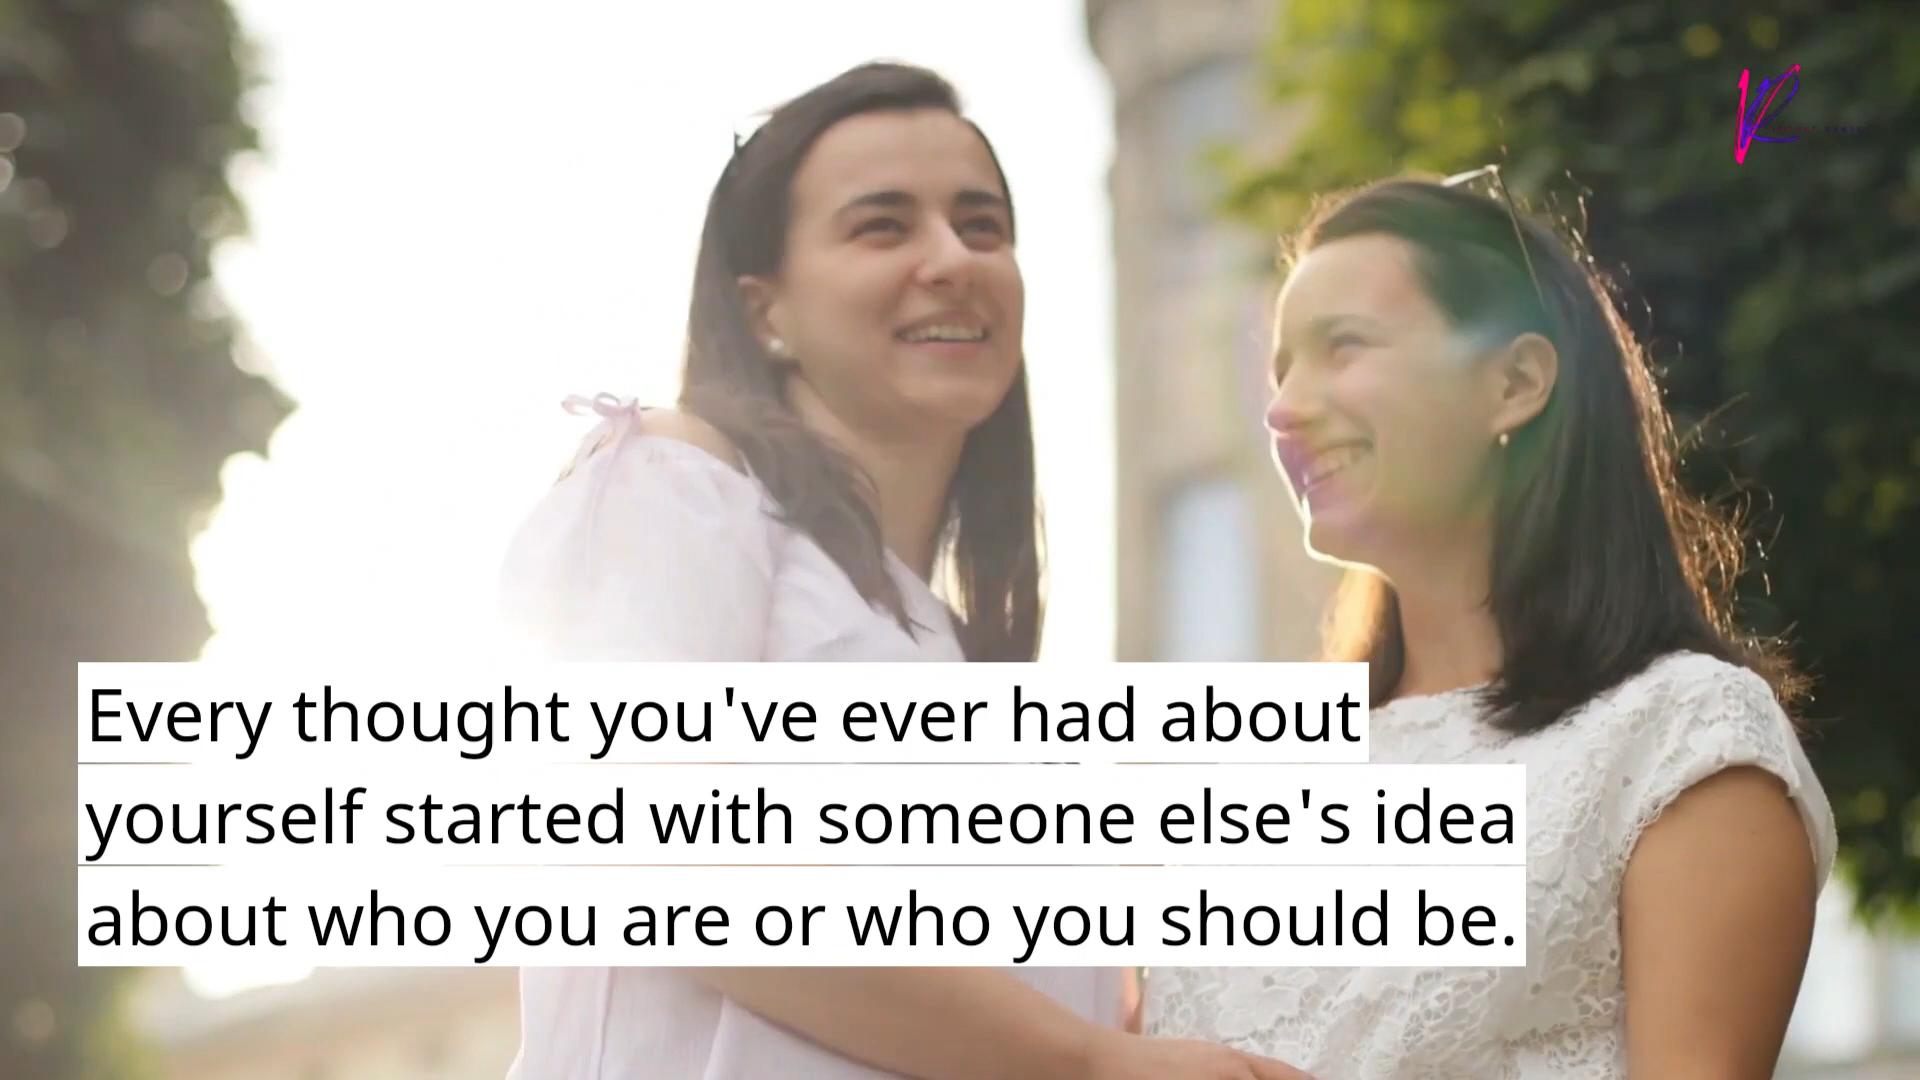 Every thought you've ever had about
yourself started with someone else's idea
about who you are or who you should be.